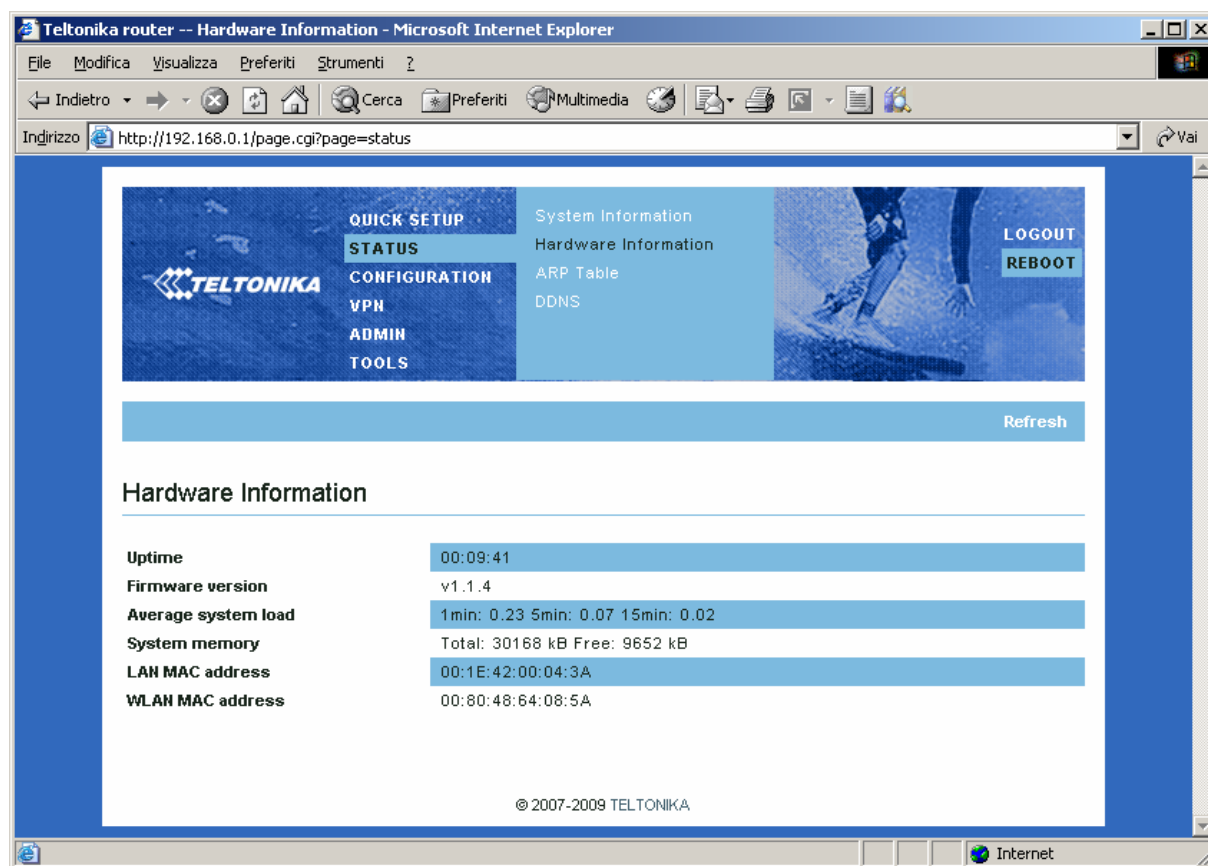 Teltonika router -- Hardware Information - Microsoft Internet Explorer
File Modifica Visualizza Preferiti Strumenti ?
Indietro Cerca Preferiti Multimedia
Indirizzo http://192.168.0.1/page.cgi?page=status Vai
TELTONIKA
QUICK SETUP
STATUS
CONFIGURATION
VPN
ADMIN
TOOLS
System Information
Hardware Information
ARP Table
DDNS
LOGOUT
REBOOT
Refresh
Hardware Information
Uptime 00:09:41
Firmware version v1.1.4
Average system load 1min: 0.23 5min: 0.07 15min: 0.02
System memory Total: 30168 kB Free: 9652 kB
LAN MAC address 00:1E:42:00:04:3A
WLAN MAC address 00:80:48:64:08:5A
© 2007-2009 TELTONIKA
Internet